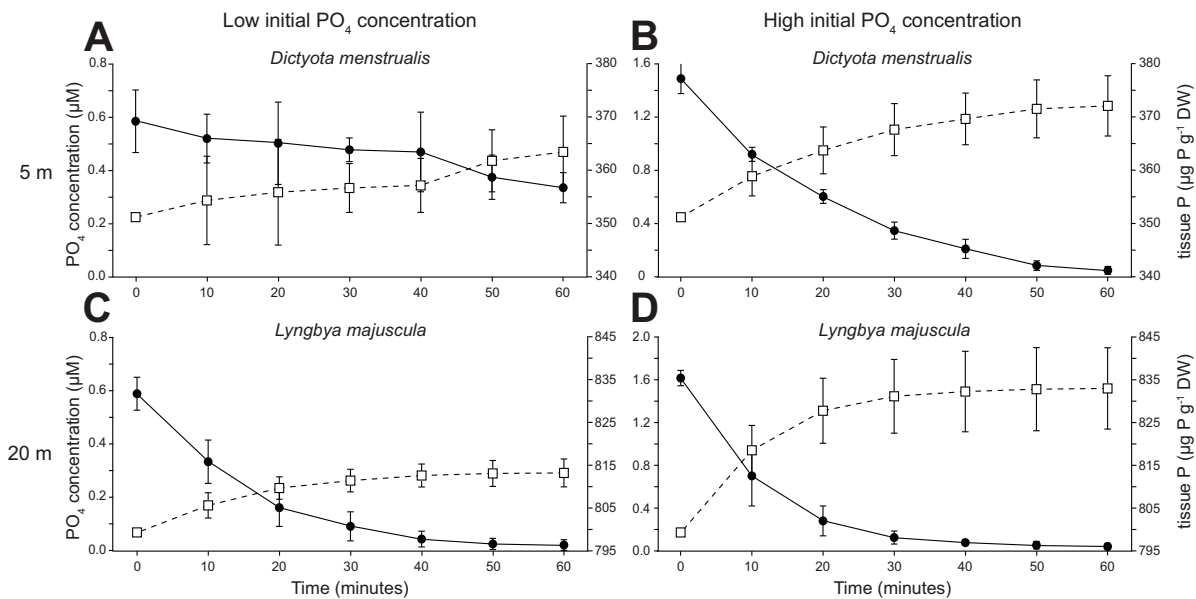 Low initial PO₄ concentration
High initial PO₄ concentration
A
Dictyota menstrualis
B
Dictyota menstrualis
5 m
PO₄ concentration (µM)
0.8
0.6
0.4
0.2
0.0
380
370
360
350
340
1.6
1.2
0.8
0.4
0
380
370
360
350
340
tissue P (µg P g⁻¹ DW)
0 10 20 30 40 50 60
0 10 20 30 40 50 60
C
Lyngbya majuscula
D
Lyngbya majuscula
20 m
PO₄ concentration (µM)
0.8
0.6
0.4
0.2
0.0
845
835
825
815
805
795
2.0
1.6
1.2
0.8
0.4
0.0
845
835
825
815
805
795
tissue P (µg P g⁻¹ DW)
0 10 20 30 40 50 60
0 10 20 30 40 50 60
Time (minutes)
Time (minutes)